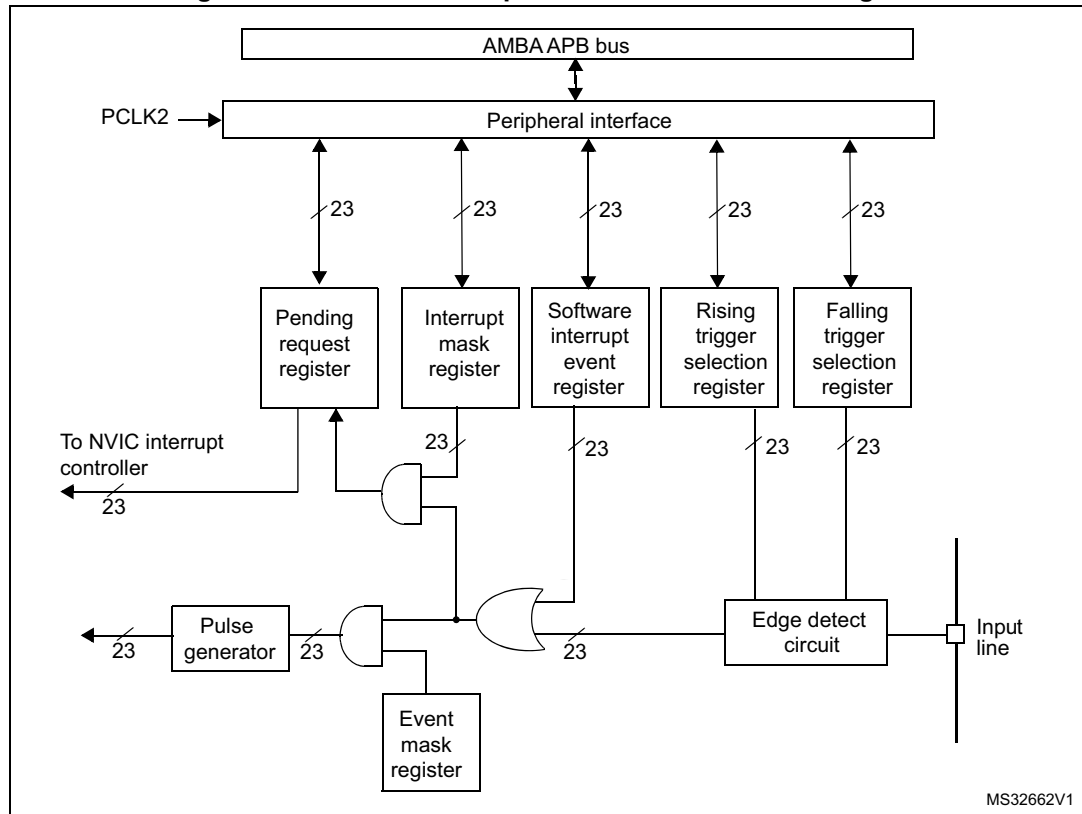 AMBA APB bus
PCLK2
Peripheral interface
23
23
23
23
23
Pending
request
register
Interrupt
mask
register
Software
interrupt
event
register
Rising
trigger
selection
register
Falling
trigger
selection
register
To NVIC interrupt
controller
23
23
23
23
23
Pulse
generator
23
23
23
Edge detect
circuit
Input
line
Event
mask
register
MS32662V1